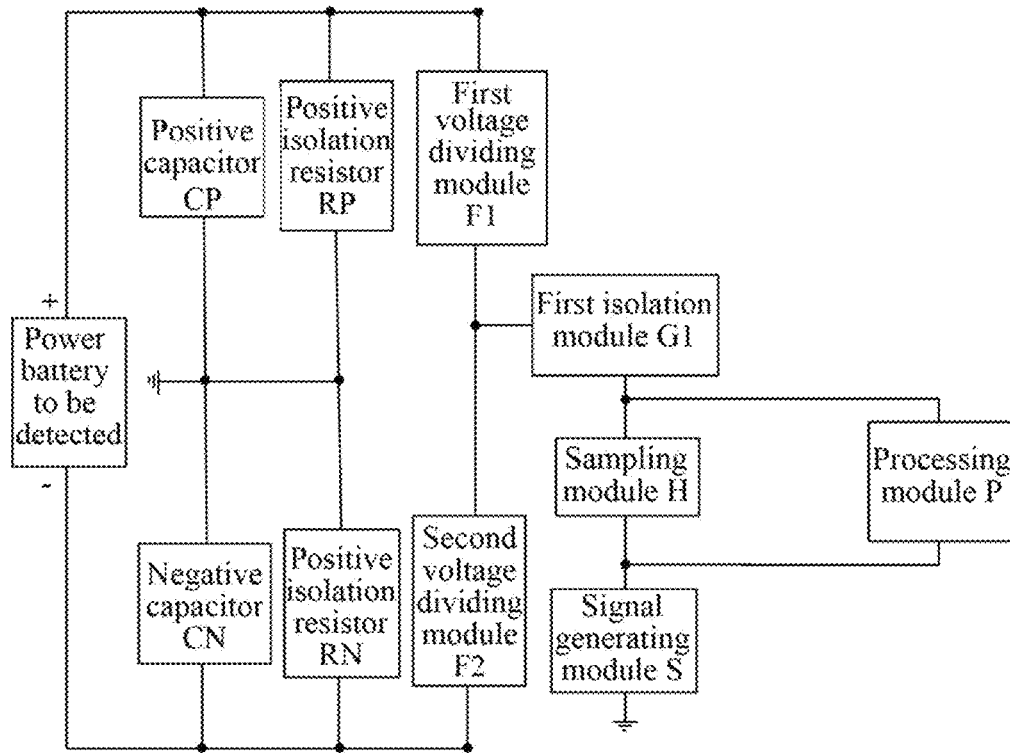 Positive
capacitor
CP
Positive
isolation
resistor
RP
First
voltage
dividing
module
F1
+
Power
battery
to be
detected
-
First isolation
module G1
Sampling
module H
Processing
module P
Negative
capacitor
CN
Positive
isolation
resistor
RN
Second
voltage
dividing
module
F2
Signal
generating
module S